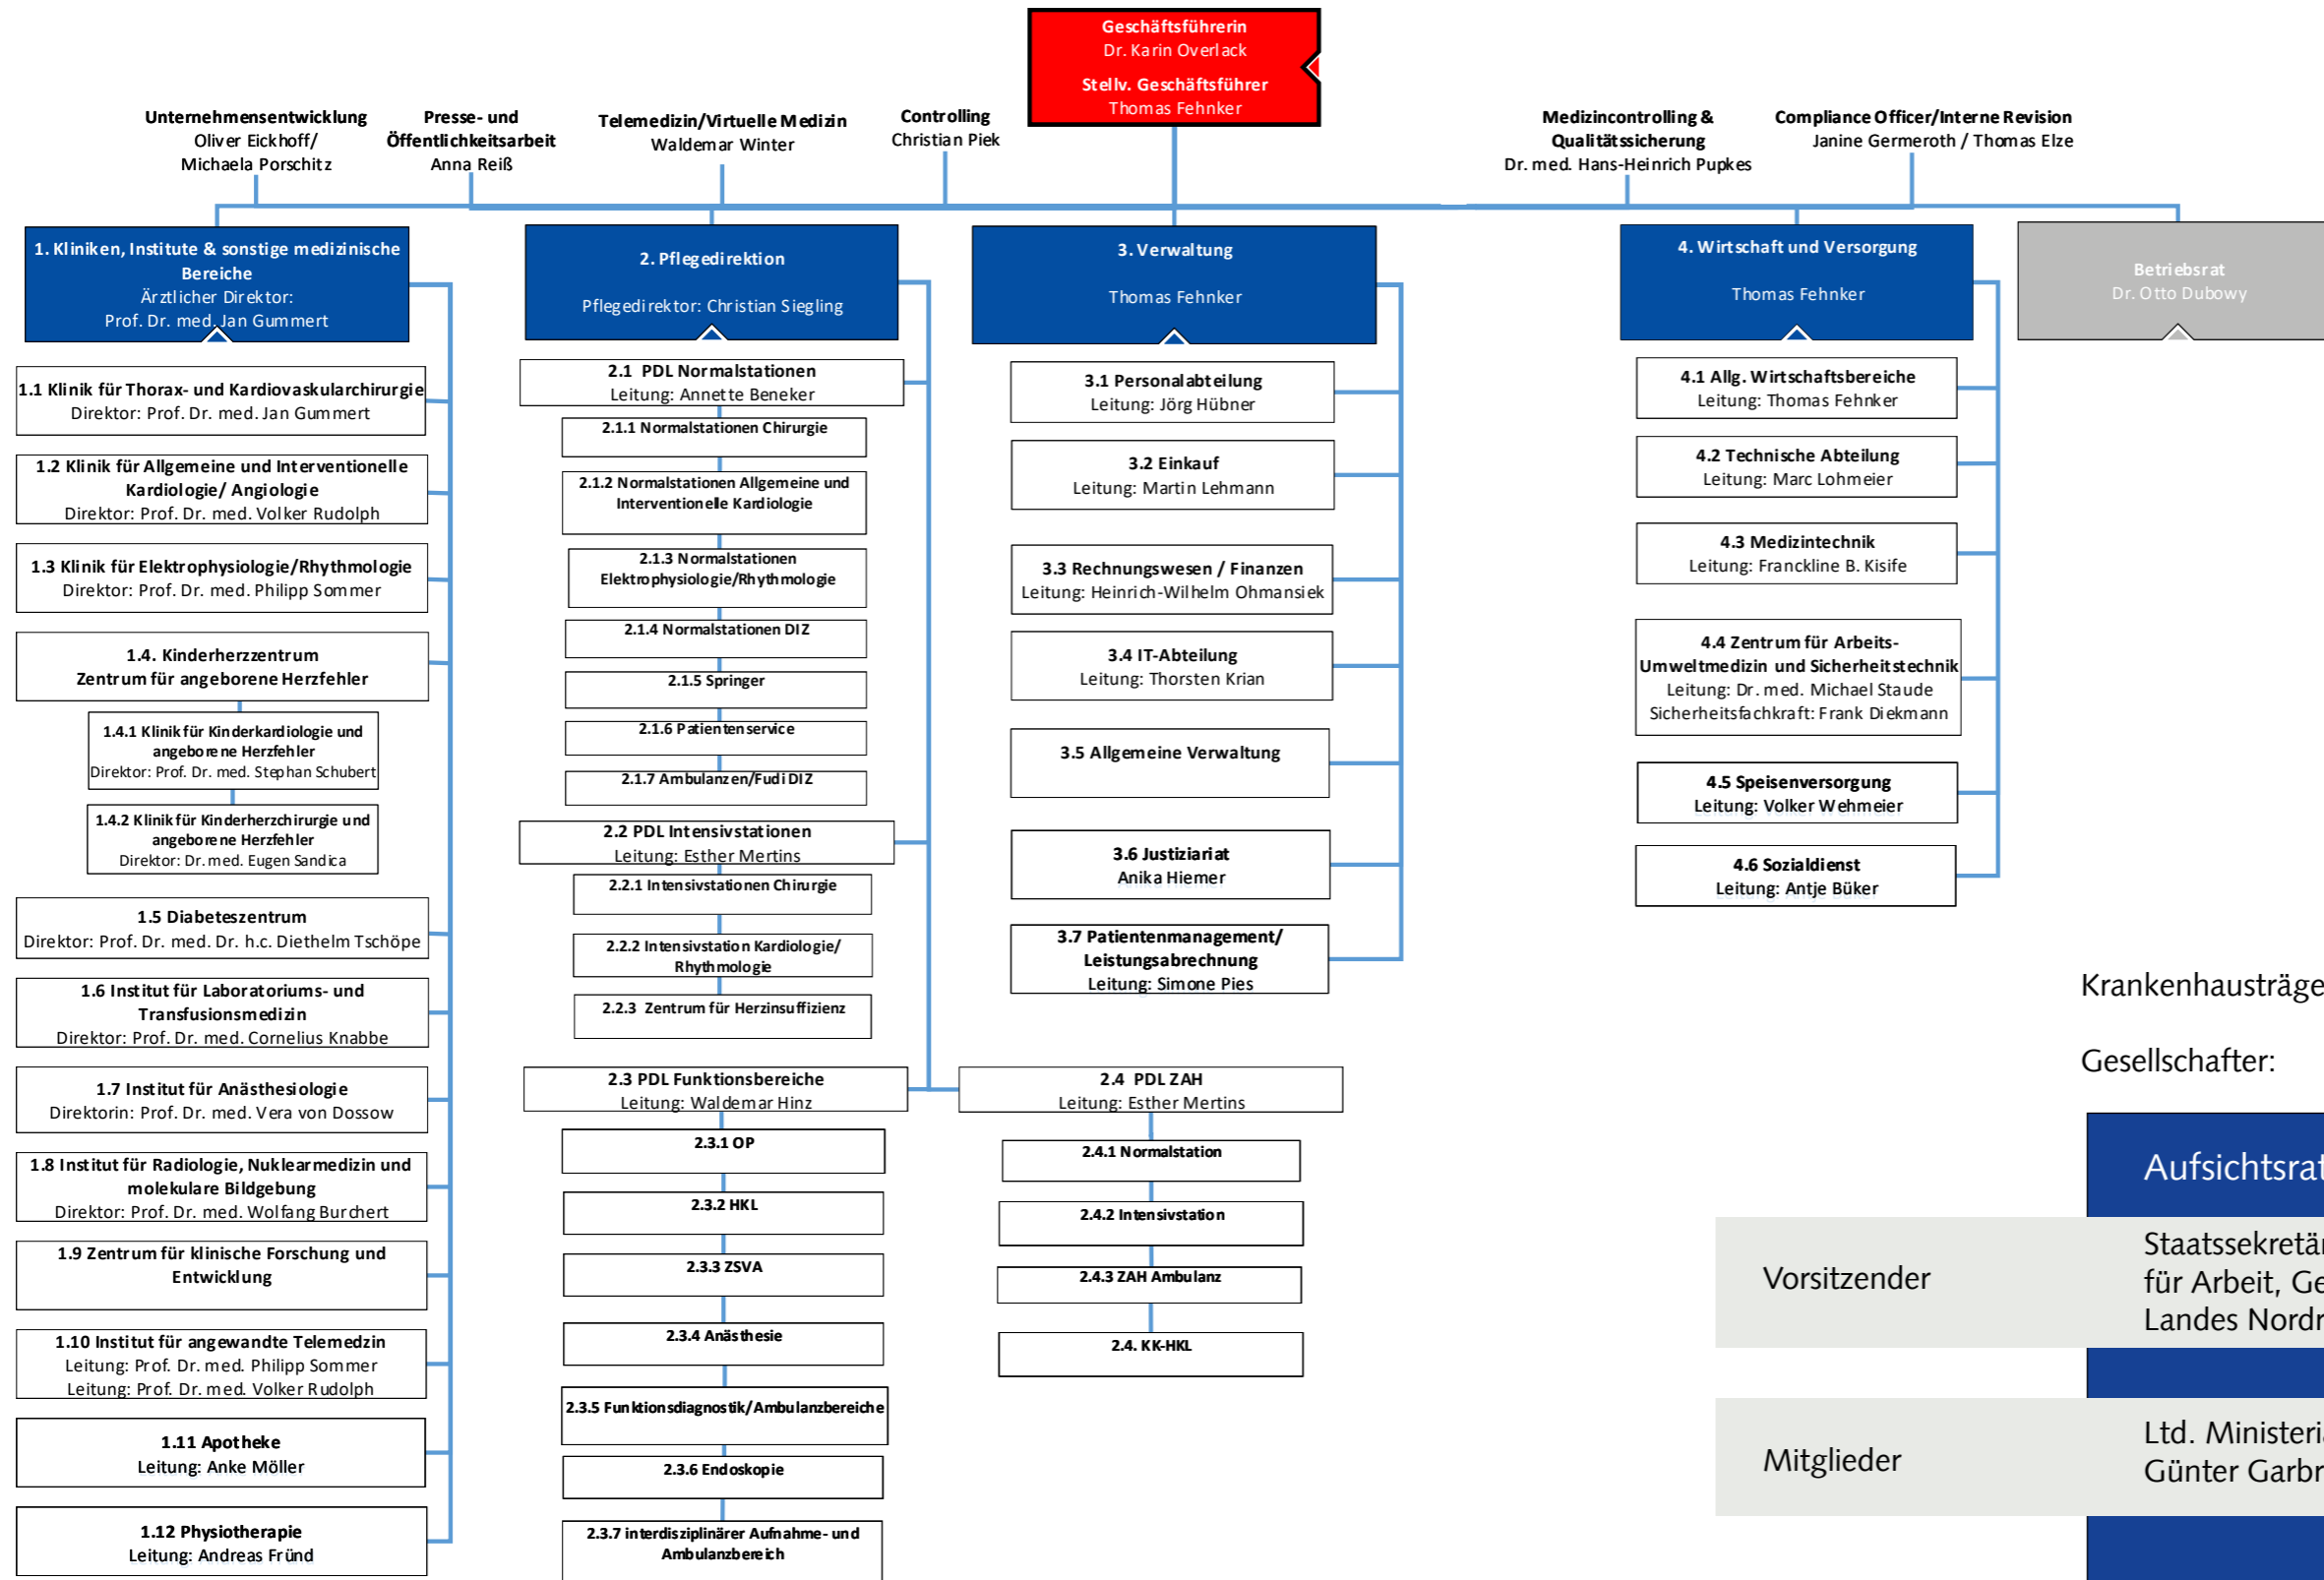 Geschäftsführerin
Dr. Karin Overlack
Stellv. Geschäftsführer
Thomas Fehnker
Unternehmensentwicklung
Oliver Eickhoff/
Michaela Porschitz
Presse- und
Öffentlichkeitsarbeit
Anna Reiß
Telemedizin/Virtuelle Medizin
Waldemar Winter
Controlling
Christian Piek
Medizincontrolling &
Qualitätssicherung
Dr. med. Hans-Heinrich Pupkes
Compliance Officer/Interne Revision
Janine Germeroth / Thomas Elze
1. Kliniken, Institute & sonstige medizinische
Bereiche
Ärztlicher Direktor:
Prof. Dr. med. Jan Gummert
1.1 Klinik für Thorax- und Kardiovaskularchirurgie
Direktor: Prof. Dr. med. Jan Gummert
1.2 Klinik für Allgemeine und Interventionelle
Kardiologie/ Angiologie
Direktor: Prof. Dr. med. Volker Rudolph
1.3 Klinik für Elektrophysiologie/Rhythmologie
Direktor: Prof. Dr. med. Philipp Sommer
1.4. Kinderherzzentrum
Zentrum für angeborene Herzfehler
1.4.1 Klinik für Kinderkardiologie und
angeborene Herzfehler
Direktor: Prof. Dr. med. Stephan Schubert
1.4.2 Klinik für Kinderherzchirurgie und
angeborene Herzfehler
Direktor: Dr. med. Eugen Sandica
1.5 Diabeteszentrum
Direktor: Prof. Dr. med. Dr. h.c. Diethelm Tschöpe
1.6 Institut für Laboratoriums- und
Transfusionsmedizin
Direktor: Prof. Dr. med. Cornelius Knabbe
1.7 Institut für Anästhesiologie
Direktorin: Prof. Dr. med. Vera von Dossow
1.8 Institut für Radiologie, Nuklearmedizin und
molekulare Bildgebung
Direktor: Prof. Dr. med. Wolfang Burchert
1.9 Zentrum für klinische Forschung und
Entwicklung
1.10 Institut für angewandte Telemedzin
Leitung: Prof. Dr. med. Philipp Sommer
Leitung: Prof. Dr. med. Volker Rudolph
1.11 Apotheke
Leitung: Anke Möller
1.12 Physiotherapie
Leitung: Andreas Fründ
2. Pflegedirektion
Pflegedirektor: Christian Siegling
2.1 PDL Normalstationen
Leitung: Annette Beneker
2.1.1 Normalstationen Chirurgie
2.1.2 Normalstationen Allgemeine und
Interventionelle Kardiologie
2.1.3 Normalstationen
Elektrophysiologie/Rhythmologie
2.1.4 Normalstationen DIZ
2.1.5 Springer
2.1.6 Patientenservice
2.1.7 Ambulanzen/Fudi DIZ
2.2 PDL Intensivstationen
Leitung: Esther Mertins
2.2.1 Intensivstationen Chirurgie
2.2.2 Intensivstation Kardiologie/
Rhythmologie
2.2.3 Zentrum für Herzinsuffizienz
2.3 PDL Funktionsbereiche
Leitung: Waldemar Hinz
2.3.1 OP
2.3.2 HKL
2.3.3 ZSVA
2.3.4 Anästhesie
2.3.5 Funktionsdiagnostik/Ambulanzbereiche
2.3.6 Endoskopie
2.3.7 interdisziplinärer Aufnahme- und
Ambulanzbereich
2.4 PDL ZAH
Leitung: Esther Mertins
2.4.1 Normalstation
2.4.2 Intensivstation
2.4.3 ZAH Ambulanz
2.4. KK-HKL
3. Verwaltung
Thomas Fehnker
3.1 Personalabteilung
Leitung: Jörg Hübner
3.2 Einkauf
Leitung: Martin Lehmann
3.3 Rechnungswesen / Finanzen
Leitung: Heinrich-Wilhelm Ohmansiek
3.4 IT-Abteilung
Leitung: Thorsten Krian
3.5 Allgemeine Verwaltung
3.6 Justiziariat
Anika Hiemer
3.7 Patientenmanagement/
Leistungsabrechnung
Leitung: Simone Pies
4. Wirtschaft und Versorgung
Thomas Fehnker
4.1 Allg. Wirtschaftsbereiche
Leitung: Thomas Fehnker
4.2 Technische Abteilung
Leitung: Marc Lohmeier
4.3 Medizintechnik
Leitung: Franckline B. Kisife
4.4 Zentrum für Arbeits-
Umweltmedizin und Sicherheitstechnik
Leitung: Dr. med. Michael Staude
Sicherheitsfachkraft: Frank Diekmann
4.5 Speisenversorgung
Leitung: Volker Wehmeier
4.6 Sozialdienst
Leitung: Antje Büker
Betriebsrat
Dr. Otto Dubowy
Krankenhausträge
Gesellschafter:
Aufsichtsrat
Vorsitzender
Staatssekretär
für Arbeit, Ge
Landes Nordr
Mitglieder
Ltd. Ministeria
Günter Garbr